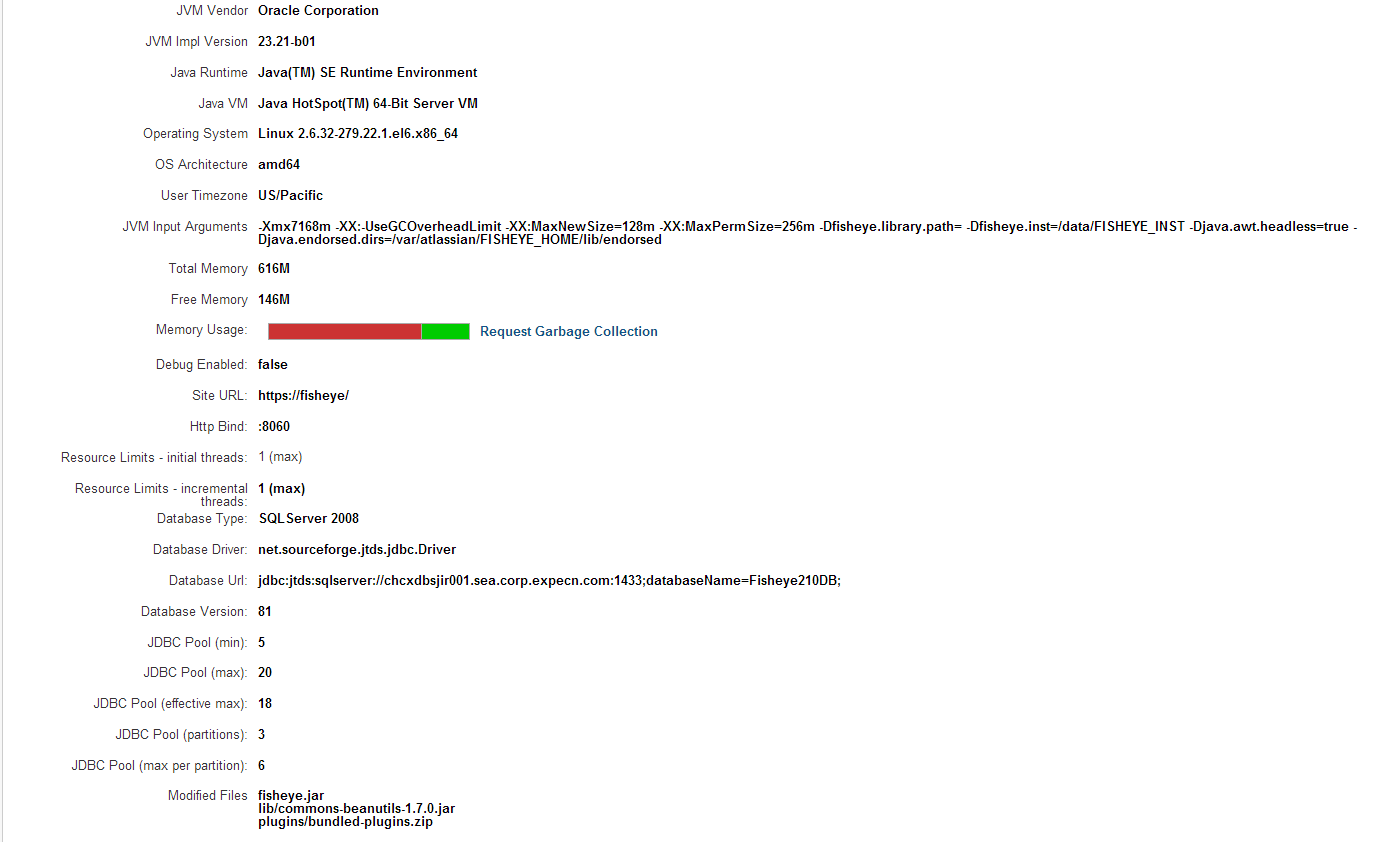 JVM Vendor Oracle Corporation
JVM Impl Version 23.21-b01
Java Runtime Java(TM) SE Runtime Environment
Java VM Java HotSpot(TM) 64-Bit Server VM
Operating System Linux 2.6.32-279.22.1.el6.x86_64
OS Architecture amd64
User Timezone US/Pacific
JVM Input Arguments -Xmx7168m -XX:-UseGCOverheadLimit -XX:MaxNewSize=128m -XX:MaxPermSize=256m -Dfisheye.library.path= -Dfisheye.inst=/data/FISHEYE_INST -Djava.awt.headless=true -
Djava.endorsed.dirs=/var/atlassian/FISHEYE_HOME/lib/endorsed
Total Memory 616M
Free Memory 146M
Memory Usage: Request Garbage Collection
Debug Enabled: false
Site URL: https://fisheye/
Http Bind: :8060
Resource Limits - initial threads: 1 (max)
Resource Limits - incremental 1 (max)
threads:
Database Type: SQLServer 2008
Database Driver: net.sourceforge.jtds.jdbc.Driver
Database Url: jdbc:jtds:sqlserver://chcxdbsjir001.sea.corp.expecn.com:1433;databaseName=Fisheye210DB;
Database Version: 81
JDBC Pool (min): 5
JDBC Pool (max): 20
JDBC Pool (effective max): 18
JDBC Pool (partitions): 3
JDBC Pool (max per partition): 6
Modified Files fisheye.jar
lib/commons-beanutils-1.7.0.jar
plugins/bundled-plugins.zip